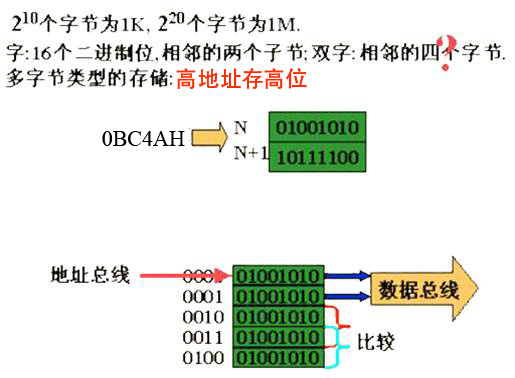 2¹⁰个字节为1K, 2²⁰个字节为1M.
字:16个二进制位,相邻的两个子节;双字:相邻的四个字节.
?
多字节类型的存储:高地址存高位
0BC4AH
N
01001010
N+1
10111100
地址总线
0000
01001010
0001
01001010
数据总线
0010
01001010
0011
01001010
比较
0100
01001010